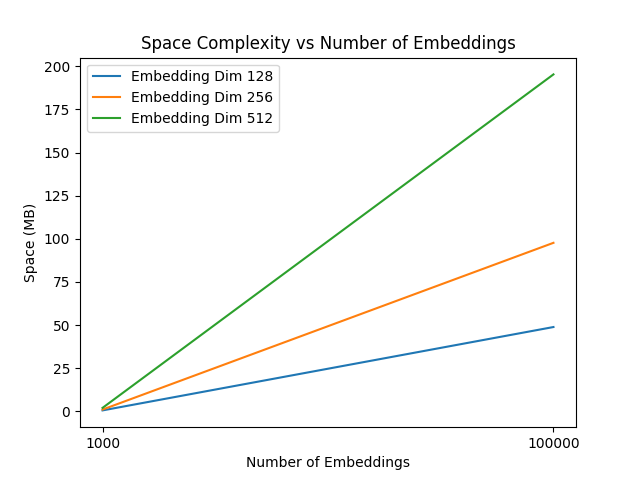 Space Complexity vs Number of Embeddings
Embedding Dim 128
Embedding Dim 256
Embedding Dim 512
200
175
150
125
100
75
50
25
0
Space (MB)
1000
100000
Number of Embeddings